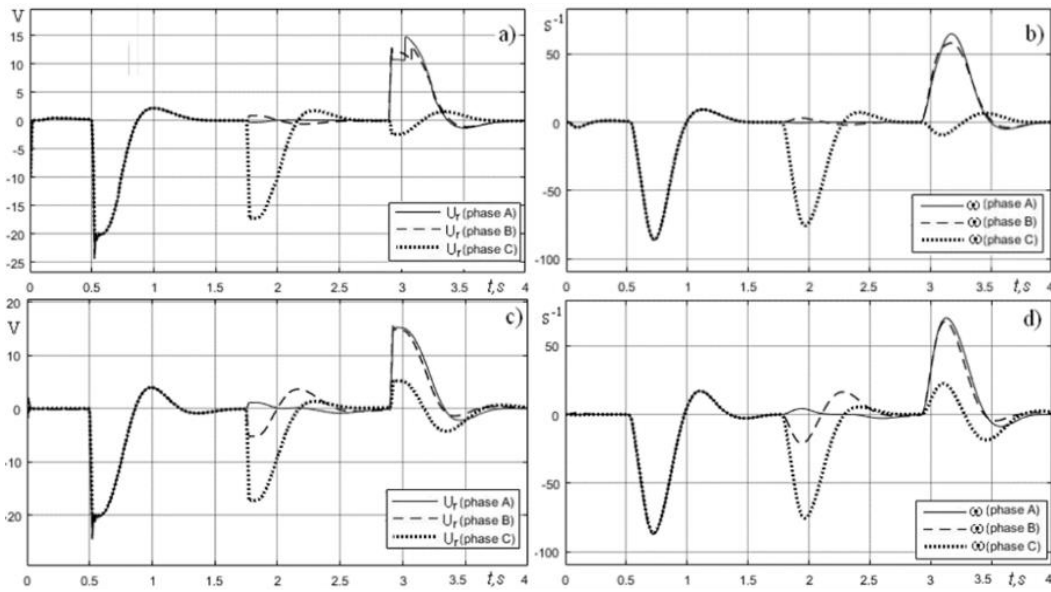 V
a)
15
10
5
0
-5
-10
-15
-20
-25
Ur (phase A)
Ur (phase B)
Ur (phase C)
0 0.5 1 1.5 2 2.5 3 3.5 t,s 4
s⁻¹
b)
50
0
-50
-100
ω (phase A)
ω (phase B)
ω (phase C)
0 0.5 1 1.5 2 2.5 3 3.5 t,s 4
20
V
c)
10
0
-10
-20
Ur (phase A)
Ur (phase B)
Ur (phase C)
0 0.5 1 1.5 2 2.5 3 3.5 t,s 4
s⁻¹
d)
50
0
-50
-100
ω (phase A)
ω (phase B)
ω (phase C)
0 0.5 1 1.5 2 2.5 3 3.5 t,s 4